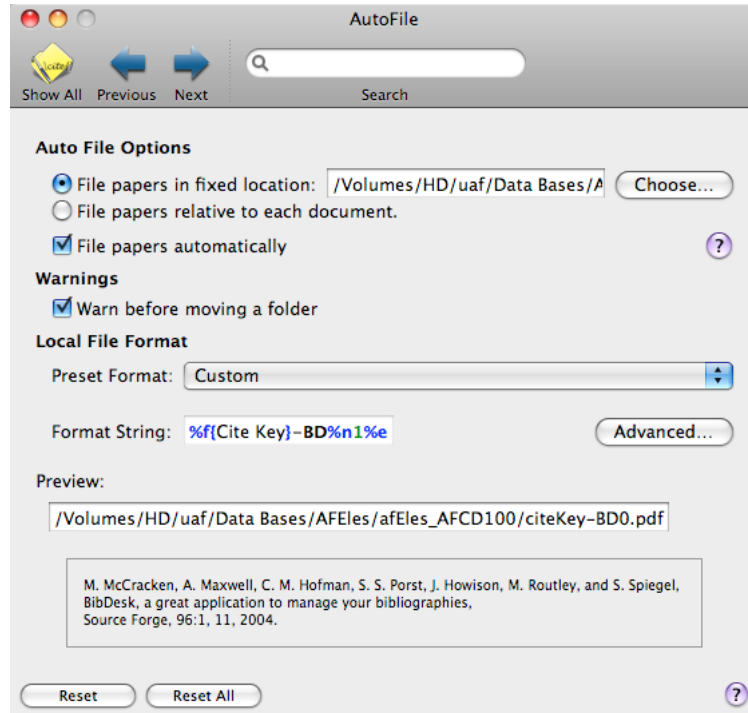 AutoFile
\cite{}
Show All Previous Next Search
Auto File Options
File papers in fixed location: /Volumes/HD/uaf/Data Bases/A Choose...
File papers relative to each document.
File papers automatically ?
Warnings
Warn before moving a folder
Local File Format
Preset Format: Custom
Format String: %f{Cite Key}-BD%n1%e Advanced...
Preview:
/Volumes/HD/uaf/Data Bases/AFEles/afEles_AFCD100/citeKey-BD0.pdf
M. McCracken, A. Maxwell, C. M. Hofman, S. S. Porst, J. Howison, M. Routley, and S. Spiegel,
BibDesk, a great application to manage your bibliographies,
Source Forge, 96:1, 11, 2004.
Reset Reset All ?